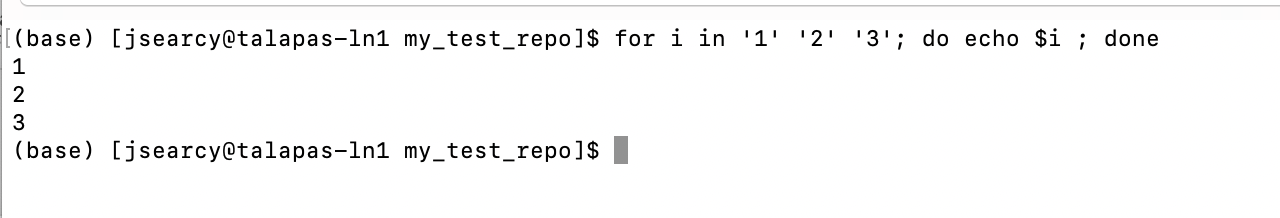 (base) [jsearcy@talapas-ln1 my_test_repo]$ for i in '1' '2' '3'; do echo $i ; done
1
2
3
(base) [jsearcy@talapas-ln1 my_test_repo]$